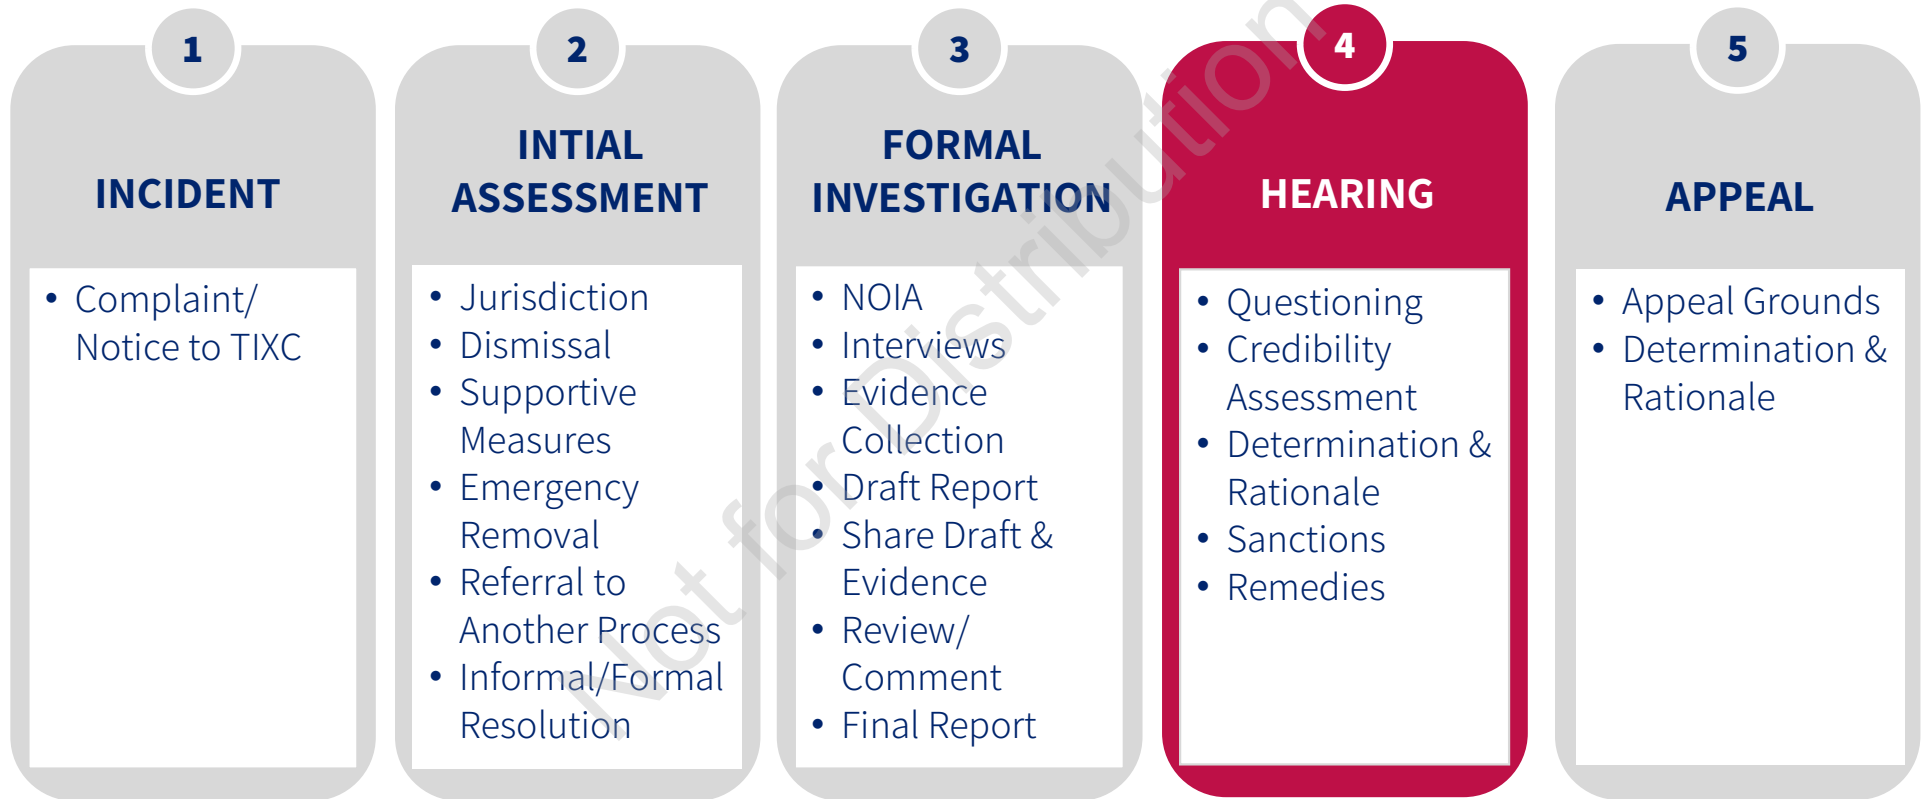 1
INCIDENT
• Complaint/
Notice to TIXC
2
INTIAL
ASSESSMENT
• Jurisdiction
• Dismissal
• Supportive
Measures
• Emergency
Removal
• Referral to
Another Process
• Informal/Formal
Resolution
3
FORMAL
INVESTIGATION
• NOIA
• Interviews
• Evidence
Collection
• Draft Report
• Share Draft &
Evidence
• Review/
Comment
• Final Report
4
HEARING
• Questioning
• Credibility
Assessment
• Determination &
Rationale
• Sanctions
• Remedies
5
APPEAL
• Appeal Grounds
• Determination &
Rationale
Not for Distribution